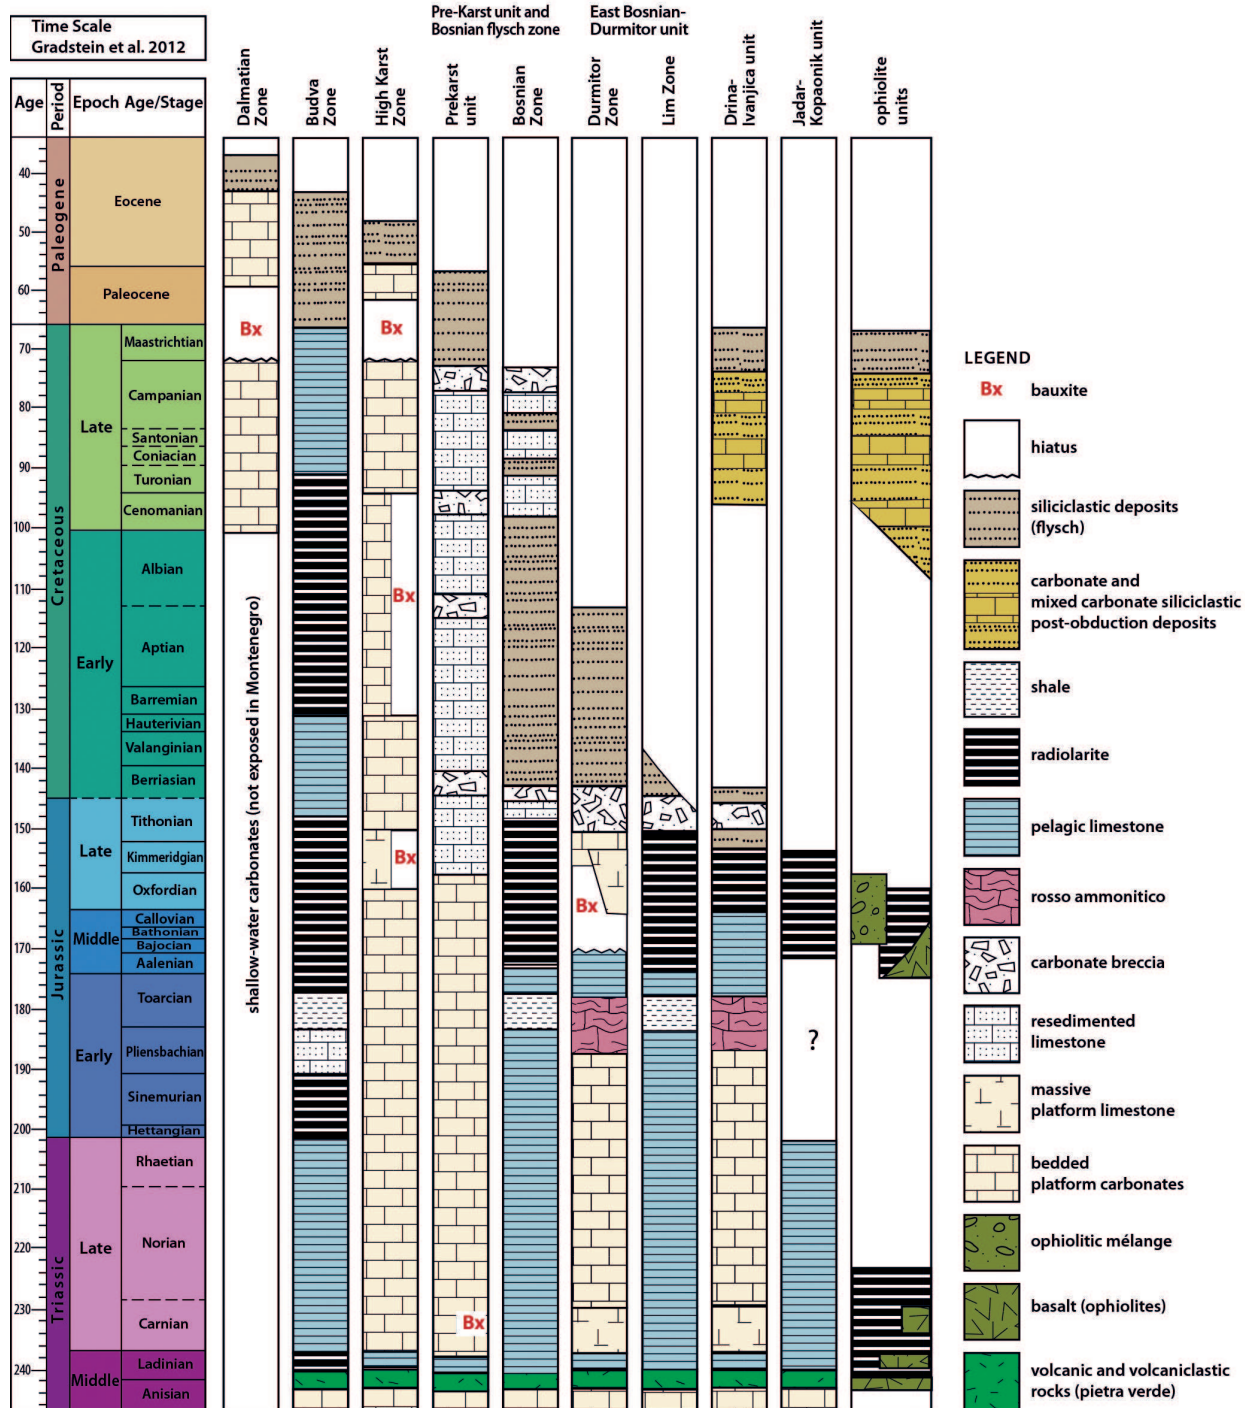 Time Scale
Gradstein et al. 2012
Pre-Karst unit and
Bosnian flysch zone
East Bosnian-
Durmitor unit
Age
Period
Epoch
Age/Stage
Dalmatian
Zone
Budva
Zone
High Karst
Zone
Prekarst
unit
Bosnian
Zone
Durmitor
Zone
Lim Zone
Drina-
Ivanjica unit
Jadar-
Kopaonik unit
ophiolite
units
40
50
60
70
80
90
100
110
120
130
140
150
160
170
180
190
200
210
220
230
240
Paleogene
Cretaceous
Jurassic
Triassic
Eocene
Paleocene
Late
Early
Late
Middle
Early
Late
Middle
Maastrichtian
Campanian
Santonian
Coniacian
Turonian
Cenomanian
Albian
Aptian
Barremian
Hauterivian
Valanginian
Berriasian
Tithonian
Kimmeridgian
Oxfordian
Callovian
Bathonian
Bajocian
Aalenian
Toarcian
Pliensbachian
Sinemurian
Hettangian
Rhaetian
Norian
Carnian
Ladinian
Anisian
Bx
shallow-water carbonates (not exposed in Montenegro)
Bx
Bx
Bx
Bx
Bx
?
LEGEND
Bx bauxite
hiatus
siliciclastic deposits
(flysch)
carbonate and
mixed carbonate siliciclastic
post-obduction deposits
shale
radiolarite
pelagic limestone
rosso ammonitico
carbonate breccia
resedimented
limestone
massive
platform limestone
bedded
platform carbonates
ophiolitic mélange
basalt (ophiolites)
volcanic and volcaniclastic
rocks (pietra verde)